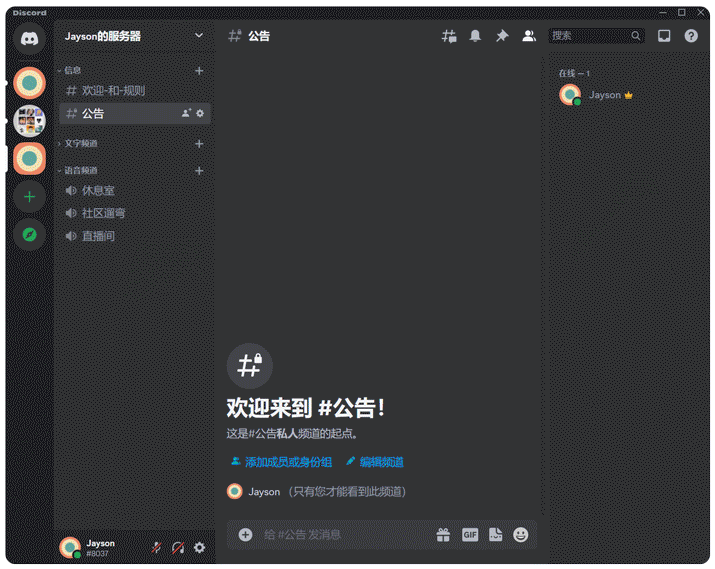 Discord
Jayson的服务器
信息
欢迎-和-规则
公告
文字频道
语音频道
休息室
社区遛弯
直播间
Jayson
#8037
公告
搜索
欢迎来到 #公告！
这是#公告私人频道的起点。
添加成员或身份组
编辑频道
Jayson （只有您才能看到此频道）
给 #公告 发消息
GIF
在线 — 1
Jayson